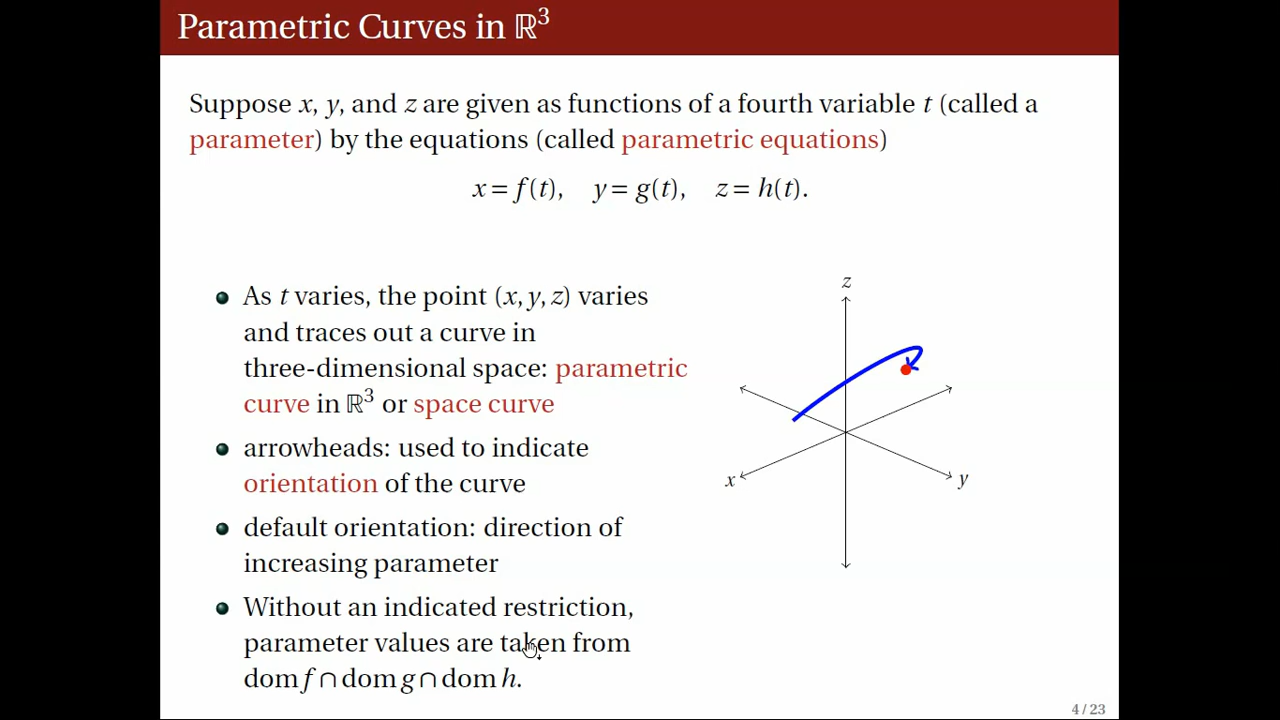 Parametric Curves in ℝ³
Suppose x, y, and z are given as functions of a fourth variable t (called a
parameter) by the equations (called parametric equations)
x = f(t), y = g(t), z = h(t).
As t varies, the point (x, y, z) varies
and traces out a curve in
three-dimensional space: parametric
curve in ℝ³ or space curve
arrowheads: used to indicate
orientation of the curve
default orientation: direction of
increasing parameter
Without an indicated restriction,
parameter values are taken from
dom f ∩ dom g ∩ dom h.
z
x
y
4 / 23